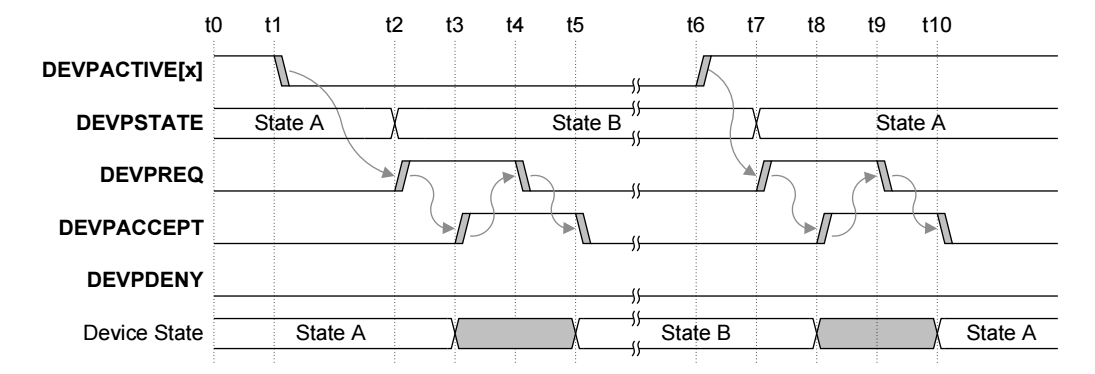 t0 t1 t2 t3 t4 t5 t6 t7 t8 t9 t10
DEVPACTIVE[x]
DEVPSTATE State A State B State A
DEVPREQ
DEVPACCEPT
DEVPDENY
Device State State A State B State A